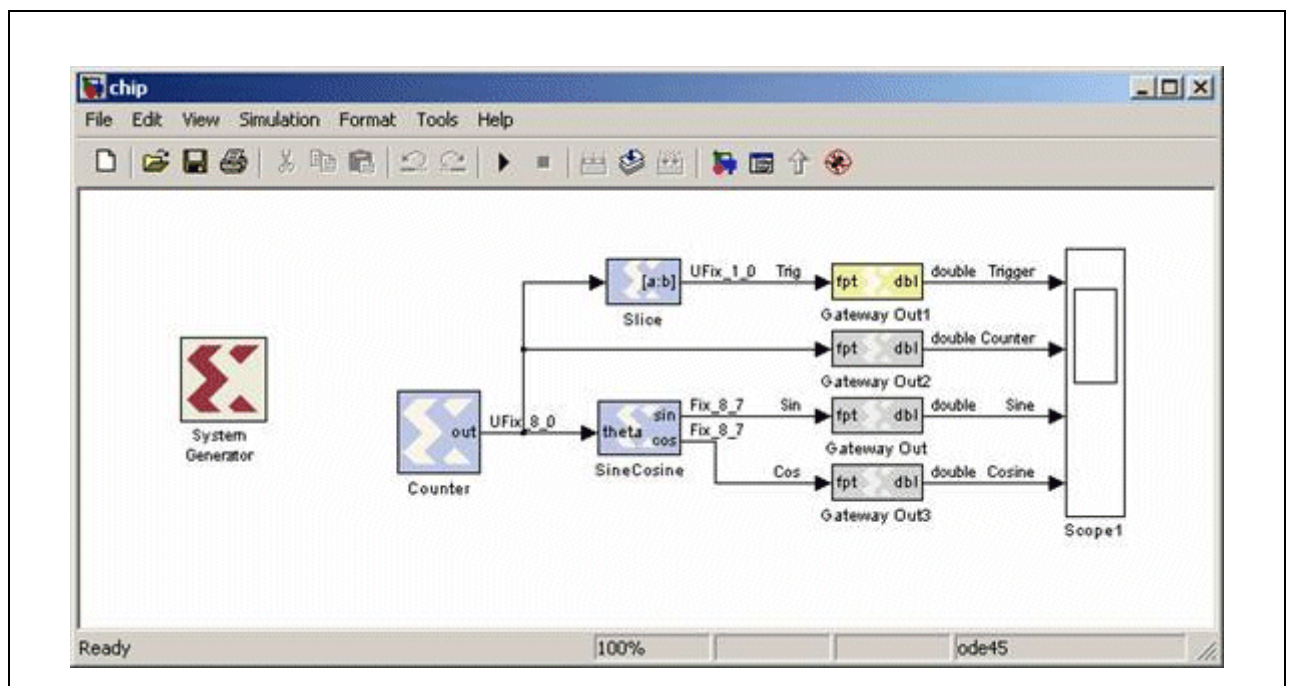 chip
File Edit View Simulation Format Tools Help
[a:b]
Slice
UFix_1_0 Trig
fpt dbl
Gateway Out1
double Trigger
fpt dbl
Gateway Out2
double Counter
System
Generator
out
Counter
UFix_8_0
theta sin
cos
SineCosine
Fix_8_7 Sin
Fix_8_7
Cos
fpt dbl
Gateway Out
double Sine
fpt dbl
Gateway Out3
double Cosine
Scope1
Ready 100% ode45